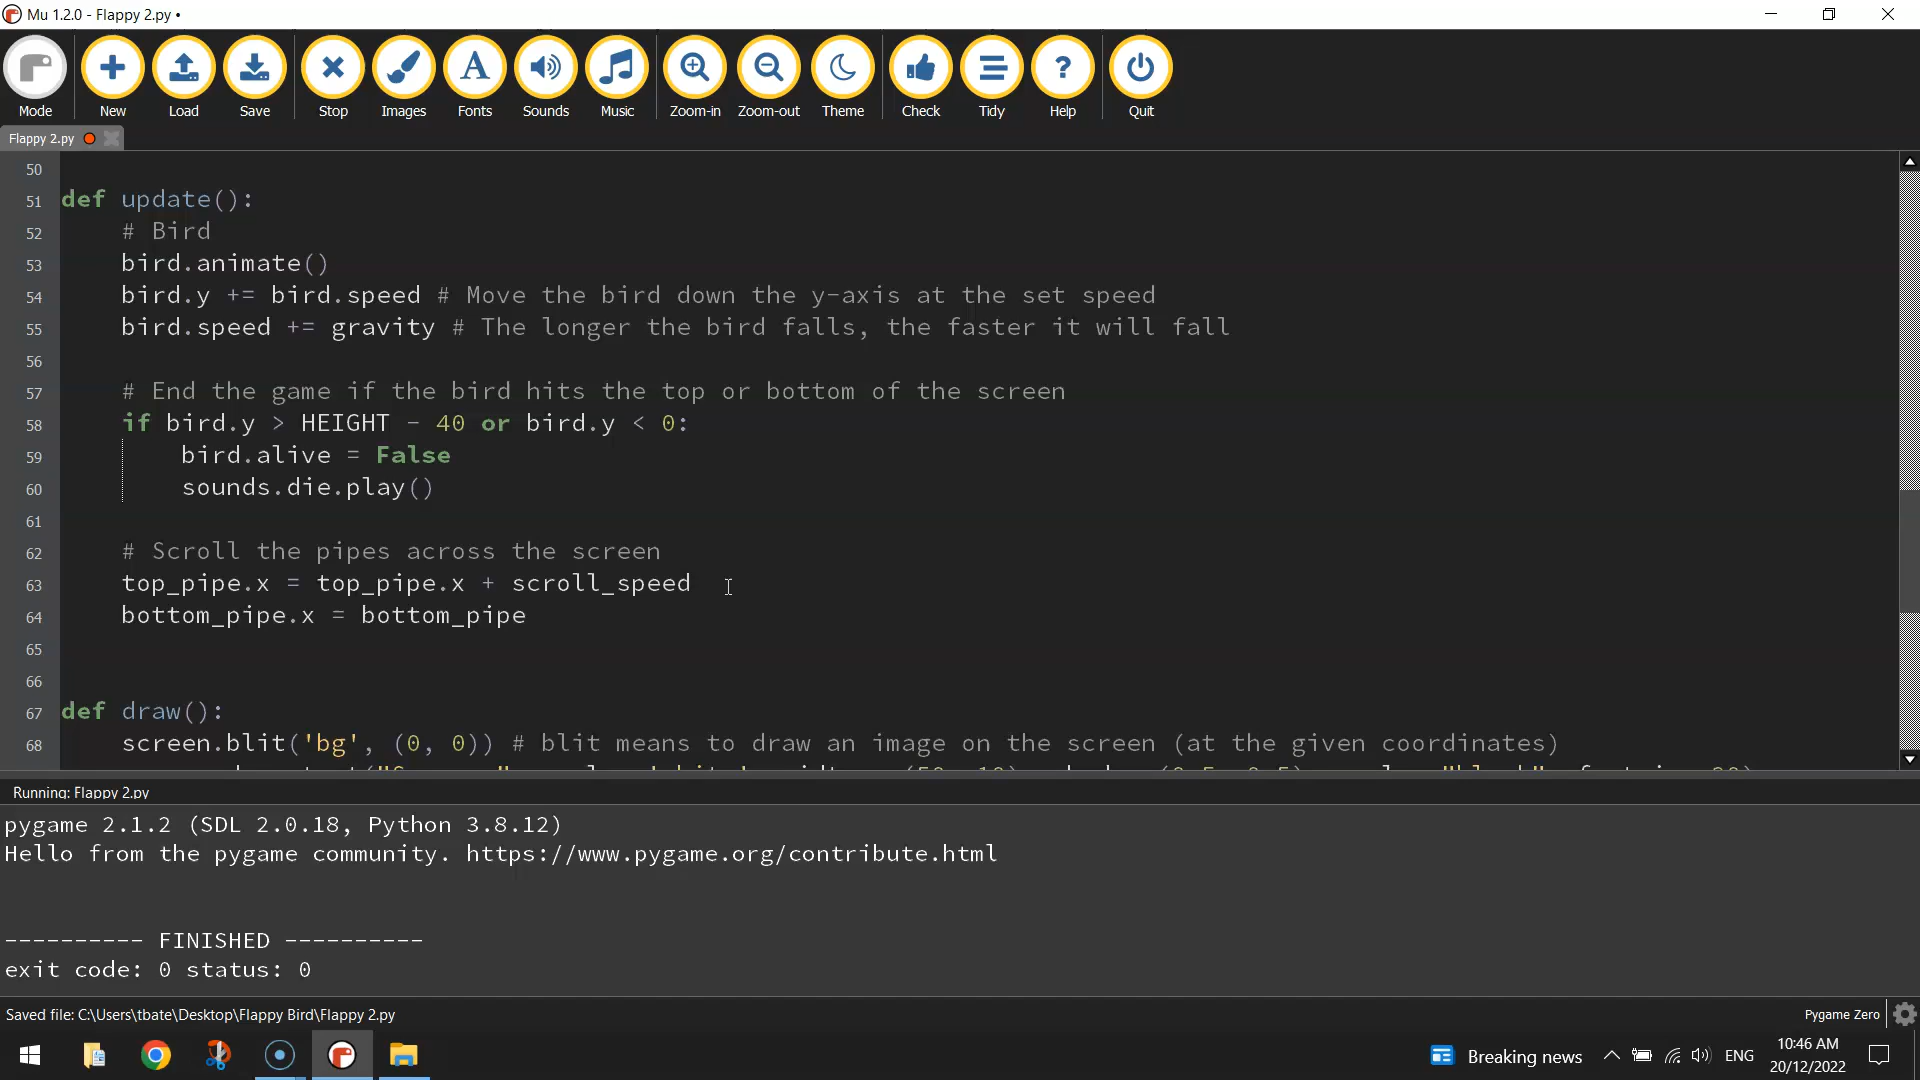 Mu 1.2.0 - Flappy 2.py •
Mode
New
Load
Save
Stop
Images
Fonts
Sounds
Music
Zoom-in
Zoom-out
Theme
Check
Tidy
Help
Quit
Flappy 2.py
50
51 def update():
52 # Bird
53 bird.animate()
54 bird.y += bird.speed # Move the bird down the y-axis at the set speed
55 bird.speed += gravity # The longer the bird falls, the faster it will fall
56
57 # End the game if the bird hits the top or bottom of the screen
58 if bird.y > HEIGHT - 40 or bird.y < 0:
59 bird.alive = False
60 sounds.die.play()
61
62 # Scroll the pipes across the screen
63 top_pipe.x = top_pipe.x + scroll_speed
64 bottom_pipe.x = bottom_pipe
65
66
67 def draw():
68 screen.blit('bg', (0, 0)) # blit means to draw an image on the screen (at the given coordinates)
Running: Flappy 2.py
pygame 2.1.2 (SDL 2.0.18, Python 3.8.12)
Hello from the pygame community. https://www.pygame.org/contribute.html
---------- FINISHED ----------
exit code: 0 status: 0
Saved file: C:\Users\tbate\Desktop\Flappy Bird\Flappy 2.py
Pygame Zero
Breaking news
ENG
10:46 AM
20/12/2022